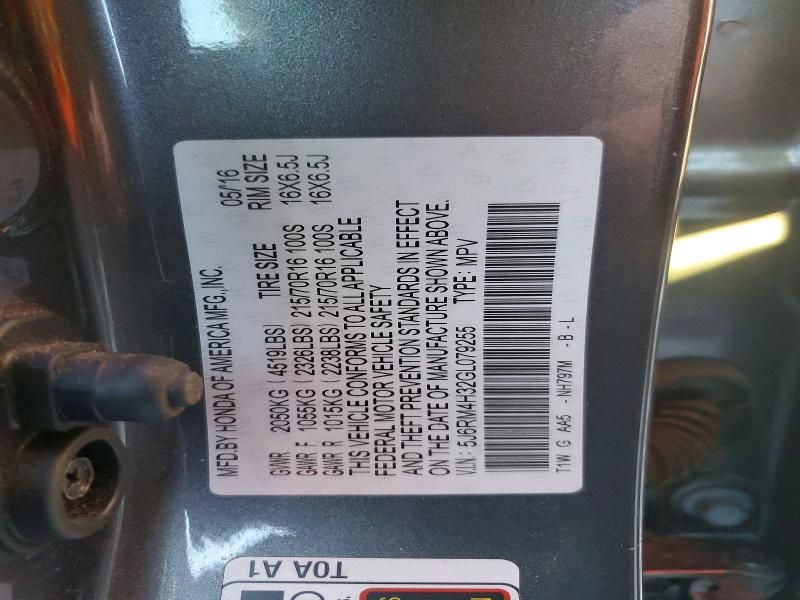 MFD.BY HONDA OF AMERICA MFG.,INC. 05/16
TIRE SIZE RIM SIZE
GVWR 2050KG (4519LBS)
GAWR F 1055KG (2326LBS) 215/70R16 100S 16X6.5J
GAWR R 1015KG (2238LBS) 215/70R16 100S 16X6.5J
THIS VEHICLE CONFORMS TO ALL APPLICABLE
FEDERAL MOTOR VEHICLE SAFETY
AND THEFT PREVENTION STANDARDS IN EFFECT
ON THE DATE OF MANUFACTURE SHOWN ABOVE.
V.I.N.: 5J6RM4H32GL079255 TYPE: MPV
T1W G AA5 -NH797M -B-L
T0A A1